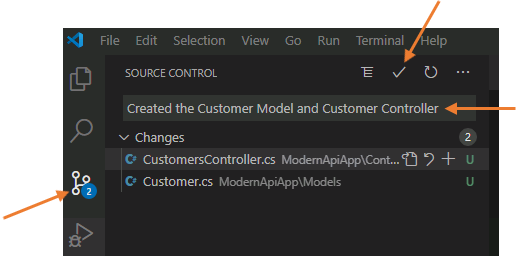 File Edit Selection View Go Run Terminal Help
SOURCE CONTROL
Created the Customer Model and Customer Controller
Changes 2
C# CustomersController.cs ModernApiApp\Cont... U
C# Customer.cs ModernApiApp\Models U
2